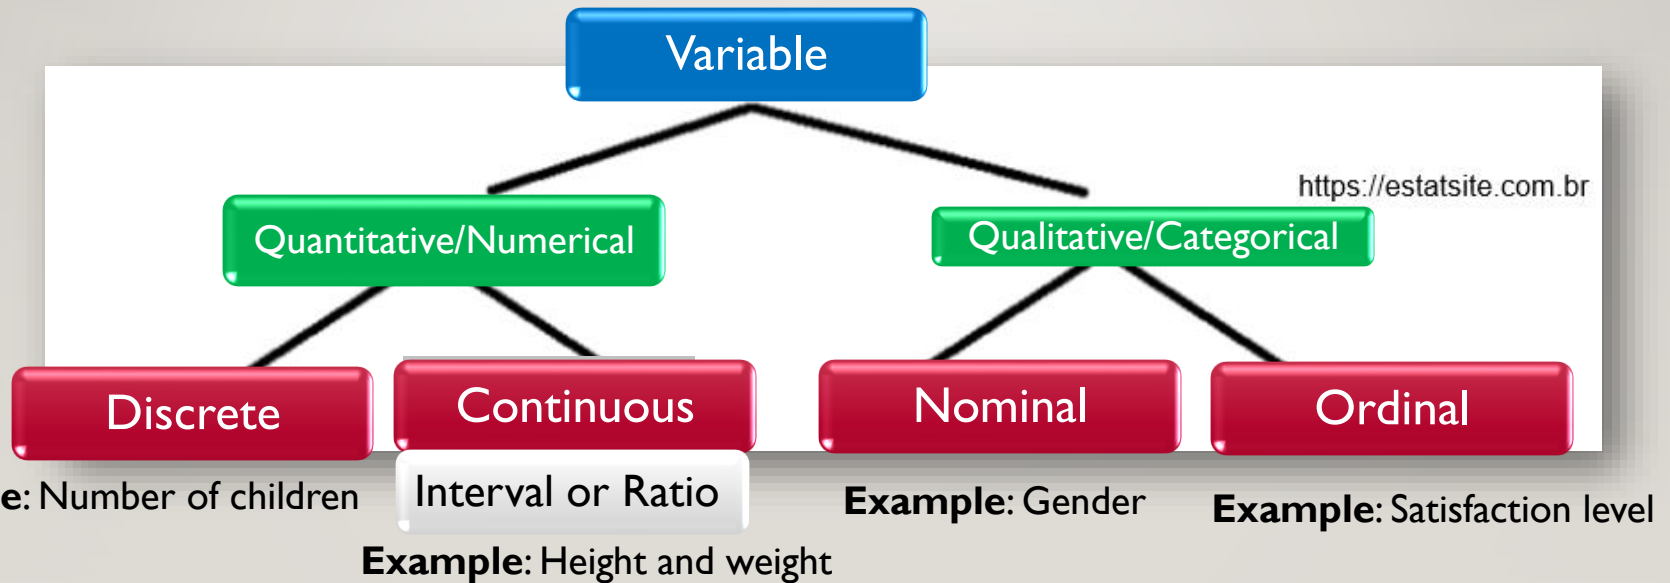 Variable
https://estatsite.com.br
Quantitative/Numerical
Qualitative/Categorical
Discrete
Continuous
Nominal
Ordinal
e: Number of children
Interval or Ratio
Example: Gender
Example: Satisfaction level
Example: Height and weight